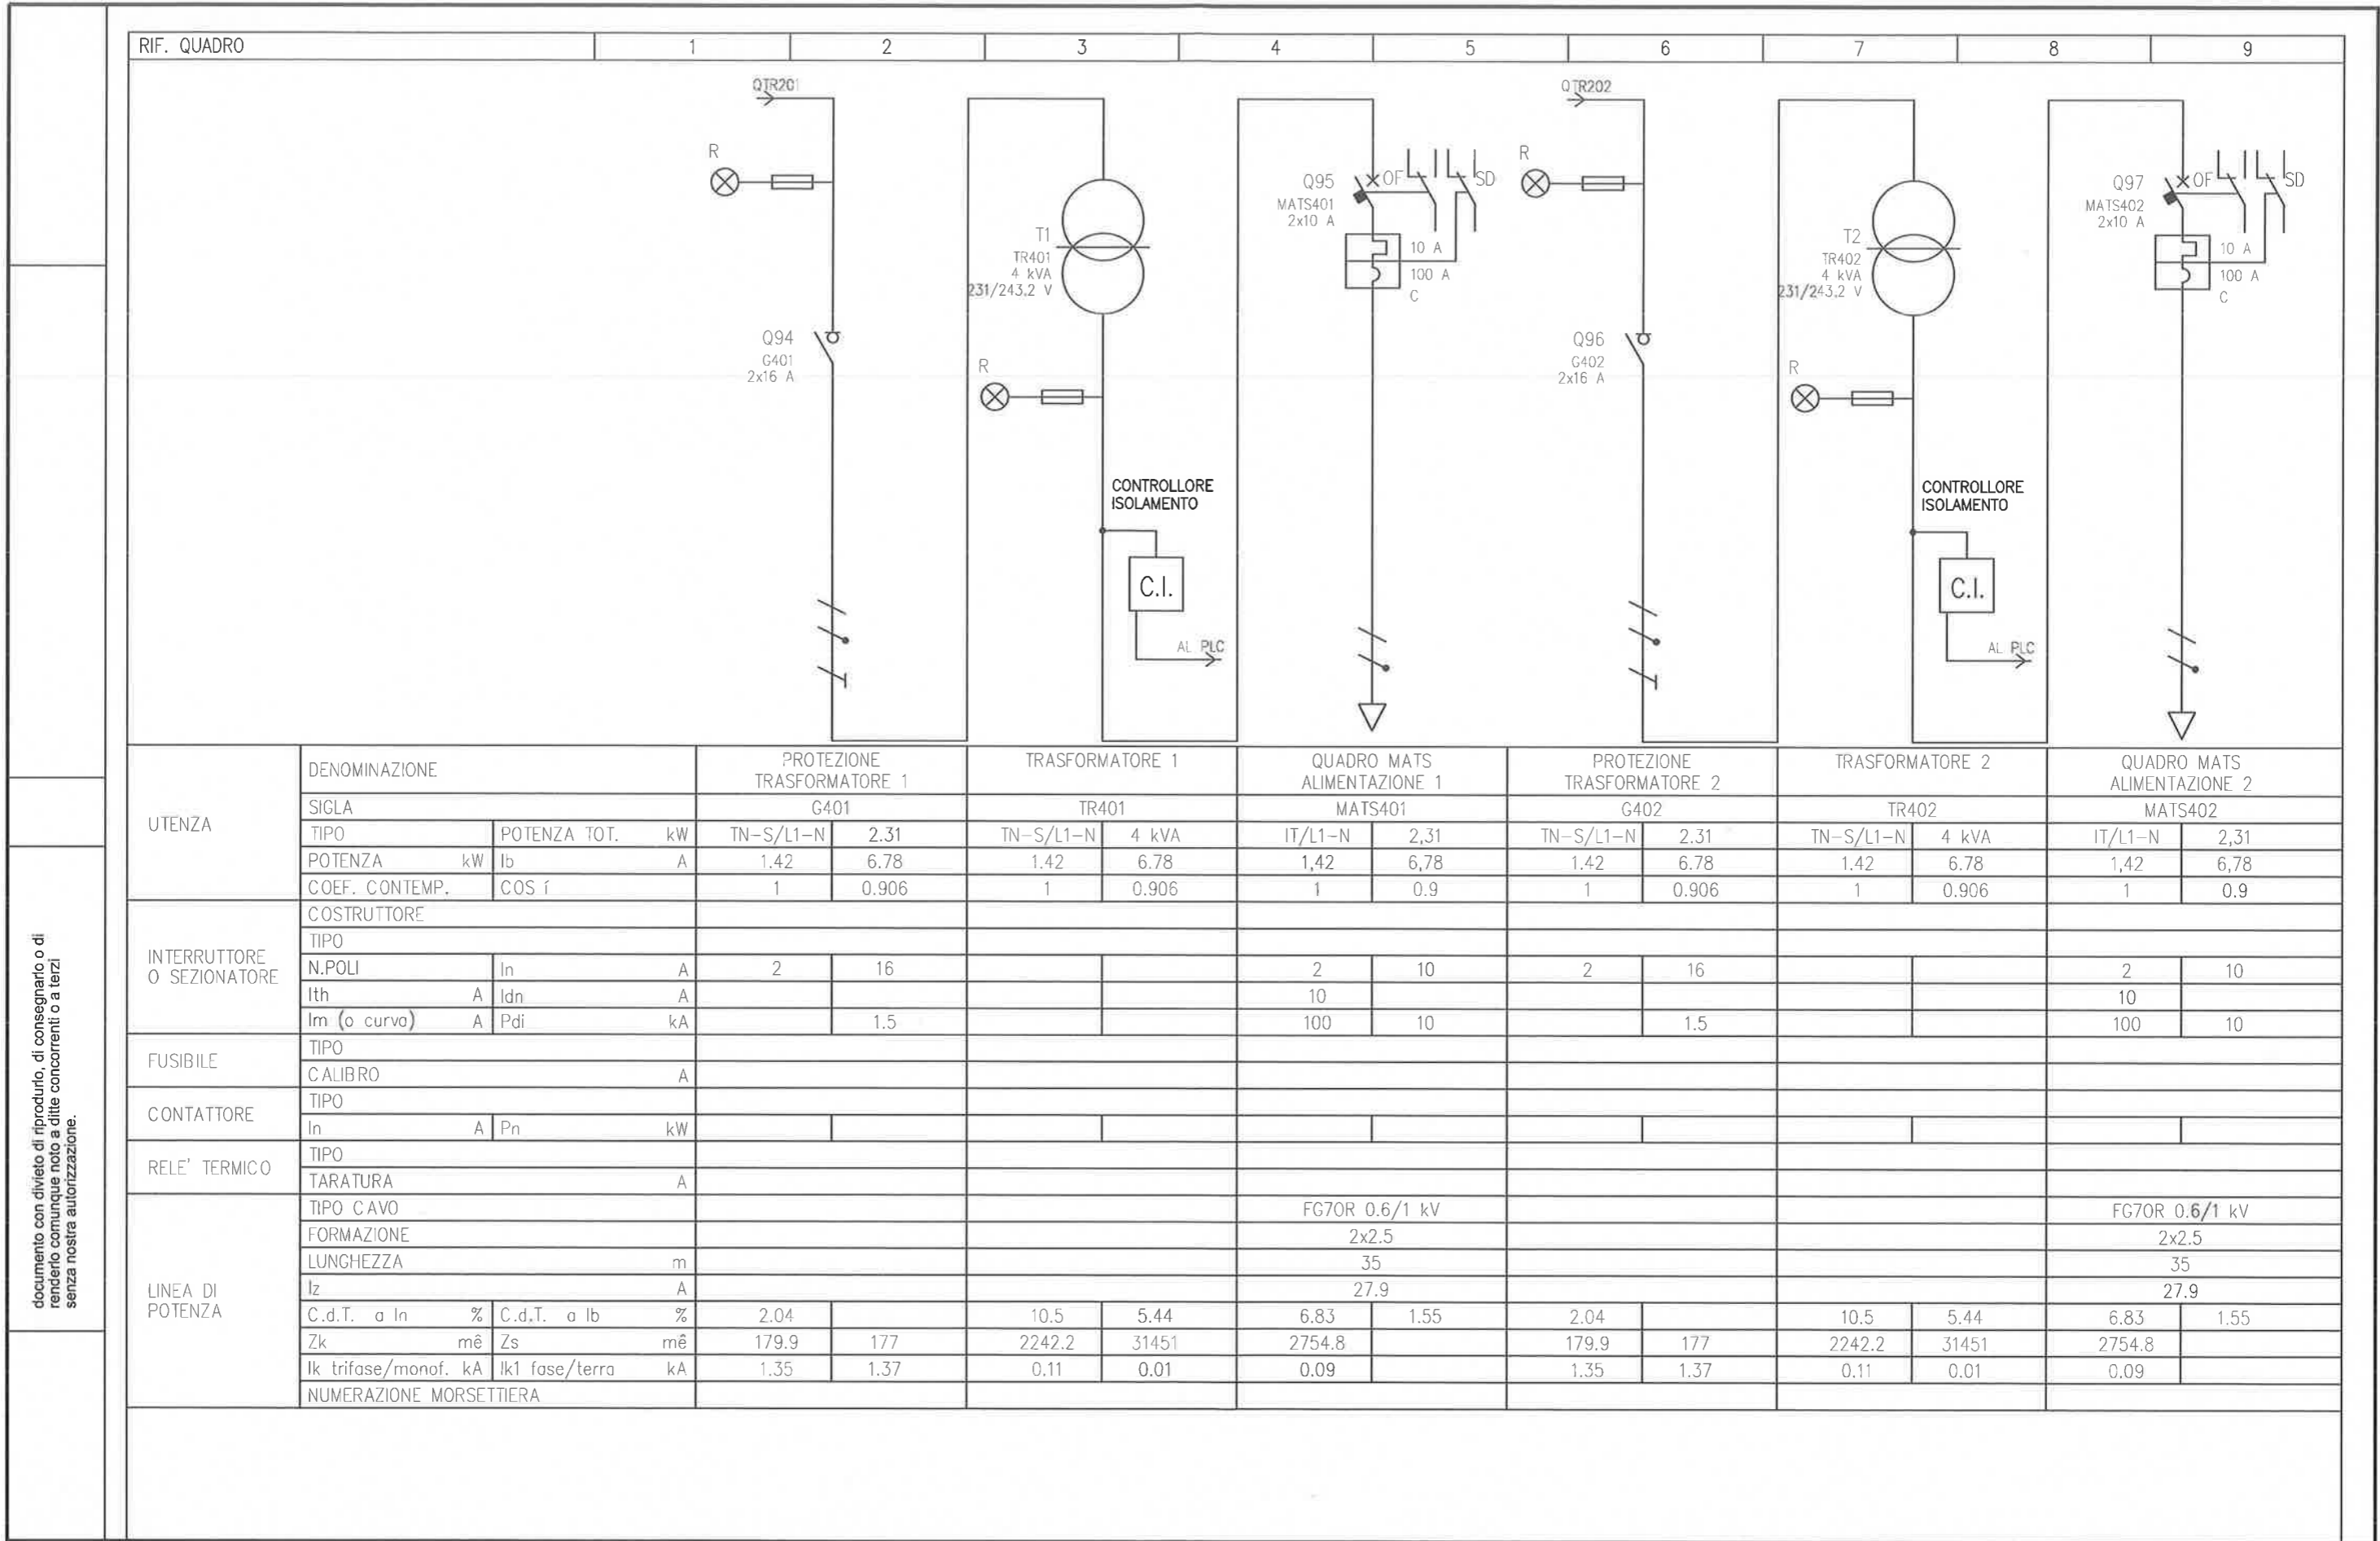 RIF. QUADRO 1 2 3 4 5 6 7 8 9
QTR201
R
Q94
G401
2x16 A
T1
TR401
4 kVA
231/243,2 V
R
CONTROLLORE
ISOLAMENTO
C.I.
AL PLC
Q95
MATS401
2x10 A
OF
SD
10 A
100 A
C
QTR202
R
Q96
G402
2x16 A
T2
TR402
4 kVA
231/243,2 V
R
CONTROLLORE
ISOLAMENTO
C.I.
AL PLC
Q97
MATS402
2x10 A
OF
SD
10 A
100 A
C
UTENZA
DENOMINAZIONE PROTEZIONE TRASFORMATORE 1 TRASFORMATORE 1 QUADRO MATS ALIMENTAZIONE 1 PROTEZIONE TRASFORMATORE 2 TRASFORMATORE 2 QUADRO MATS ALIMENTAZIONE 2
SIGLA G401 TR401 MATS401 G402 TR402 MATS402
TIPO POTENZA TOT. kW TN-S/L1-N 2.31 TN-S/L1-N 4 kVA IT/L1-N 2,31 TN-S/L1-N 2.31 TN-S/L1-N 4 kVA IT/L1-N 2,31
POTENZA kW Ib A 1.42 6.78 1.42 6.78 1,42 6,78 1.42 6.78 1.42 6.78 1,42 6,78
COEF. CONTEMP. COS í 1 0.906 1 0.906 1 0.9 1 0.906 1 0.906 1 0.9
INTERRUTTORE
O SEZIONATORE
COSTRUTTORE
TIPO
N.POLI In A 2 16 2 10 2 16 2 10
Ith A Idn A 10 10
Im (o curva) A Pdi kA 1.5 100 10 1.5 100 10
FUSIBILE
TIPO
CALIBRO A
CONTATTORE
TIPO
In A Pn kW
RELE' TERMICO
TIPO
TARATURA A
LINEA DI
POTENZA
TIPO CAVO FG7OR 0.6/1 kV FG7OR 0.6/1 kV
FORMAZIONE 2x2.5 2x2.5
LUNGHEZZA m 35 35
Iz A 27.9 27.9
C.d.T. a In % C.d.T. a Ib % 2.04 10.5 5.44 6.83 1.55 2.04 10.5 5.44 6.83 1.55
Zk mê Zs mê 179.9 177 2242.2 31451 2754.8 179.9 177 2242.2 31451 2754.8
Ik trifase/monof. kA Ik1 fase/terra kA 1.35 1.37 0.11 0.01 0.09 1.35 1.37 0.11 0.01 0.09
NUMERAZIONE MORSETTIERA
documento con divieto di riprodurlo, di consegnarlo o di
renderlo comunque noto a ditte concorrenti o a terzi
senza nostra autorizzazione.